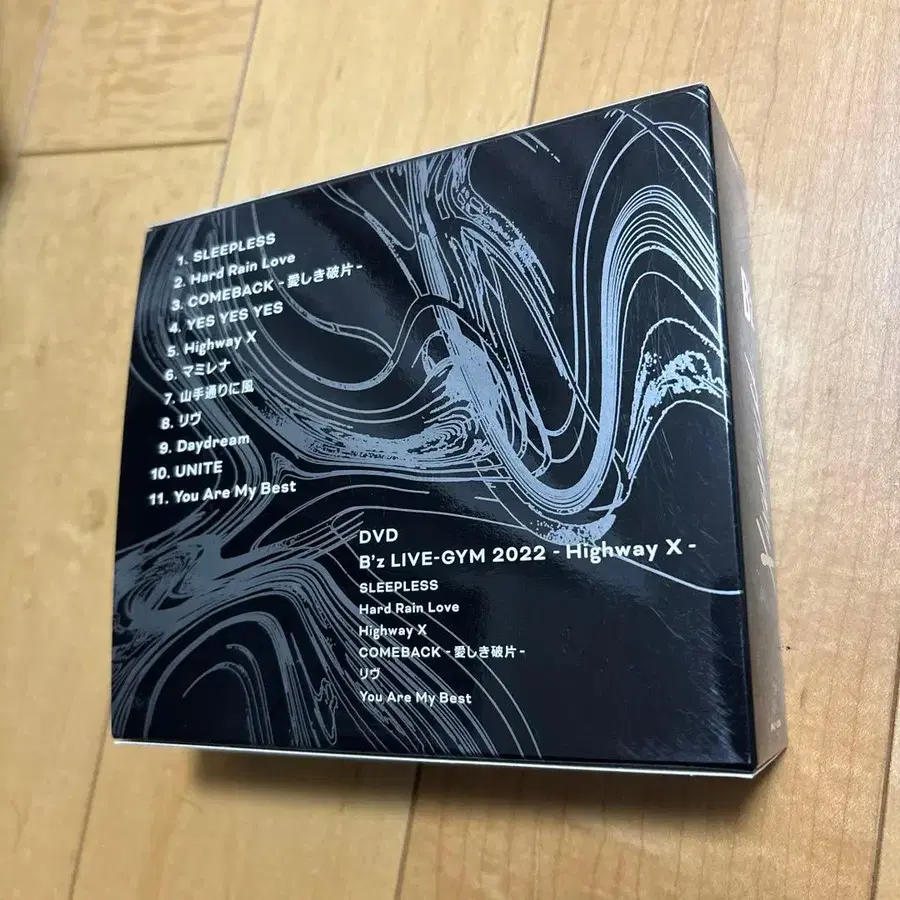 1. SLEEPLESS
2. Hard Rain Love
3. COMEBACK -愛しき破片-
4. YES YES YES
5. Highway X
6. マミレナ
7. 山手通りに風
8. リヴ
9. Daydream
10. UNITE
11. You Are My Best
DVD
B'z LIVE-GYM 2022 - Highway X -
SLEEPLESS
Hard Rain Love
Highway X
COMEBACK -愛しき破片-
リヴ
You Are My Best